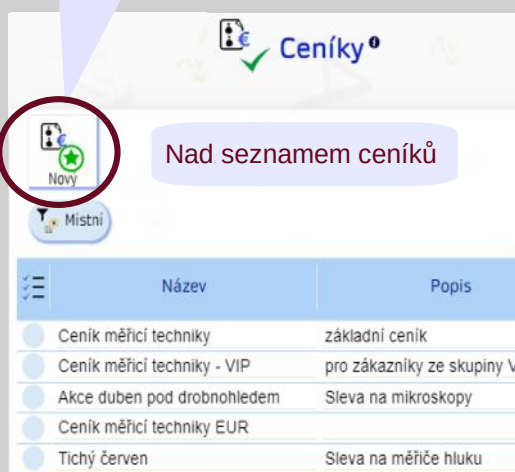 Ceníky
Nový
Nad seznamem ceníků
Místní
Název Popis
Ceník měřicí techniky základní ceník
Ceník měřicí techniky - VIP pro zákazníky ze skupiny V
Akce duben pod drobnohledem Sleva na mikroskopy
Ceník měřicí techniky EUR
Tichý červen Sleva na měřiče hluku